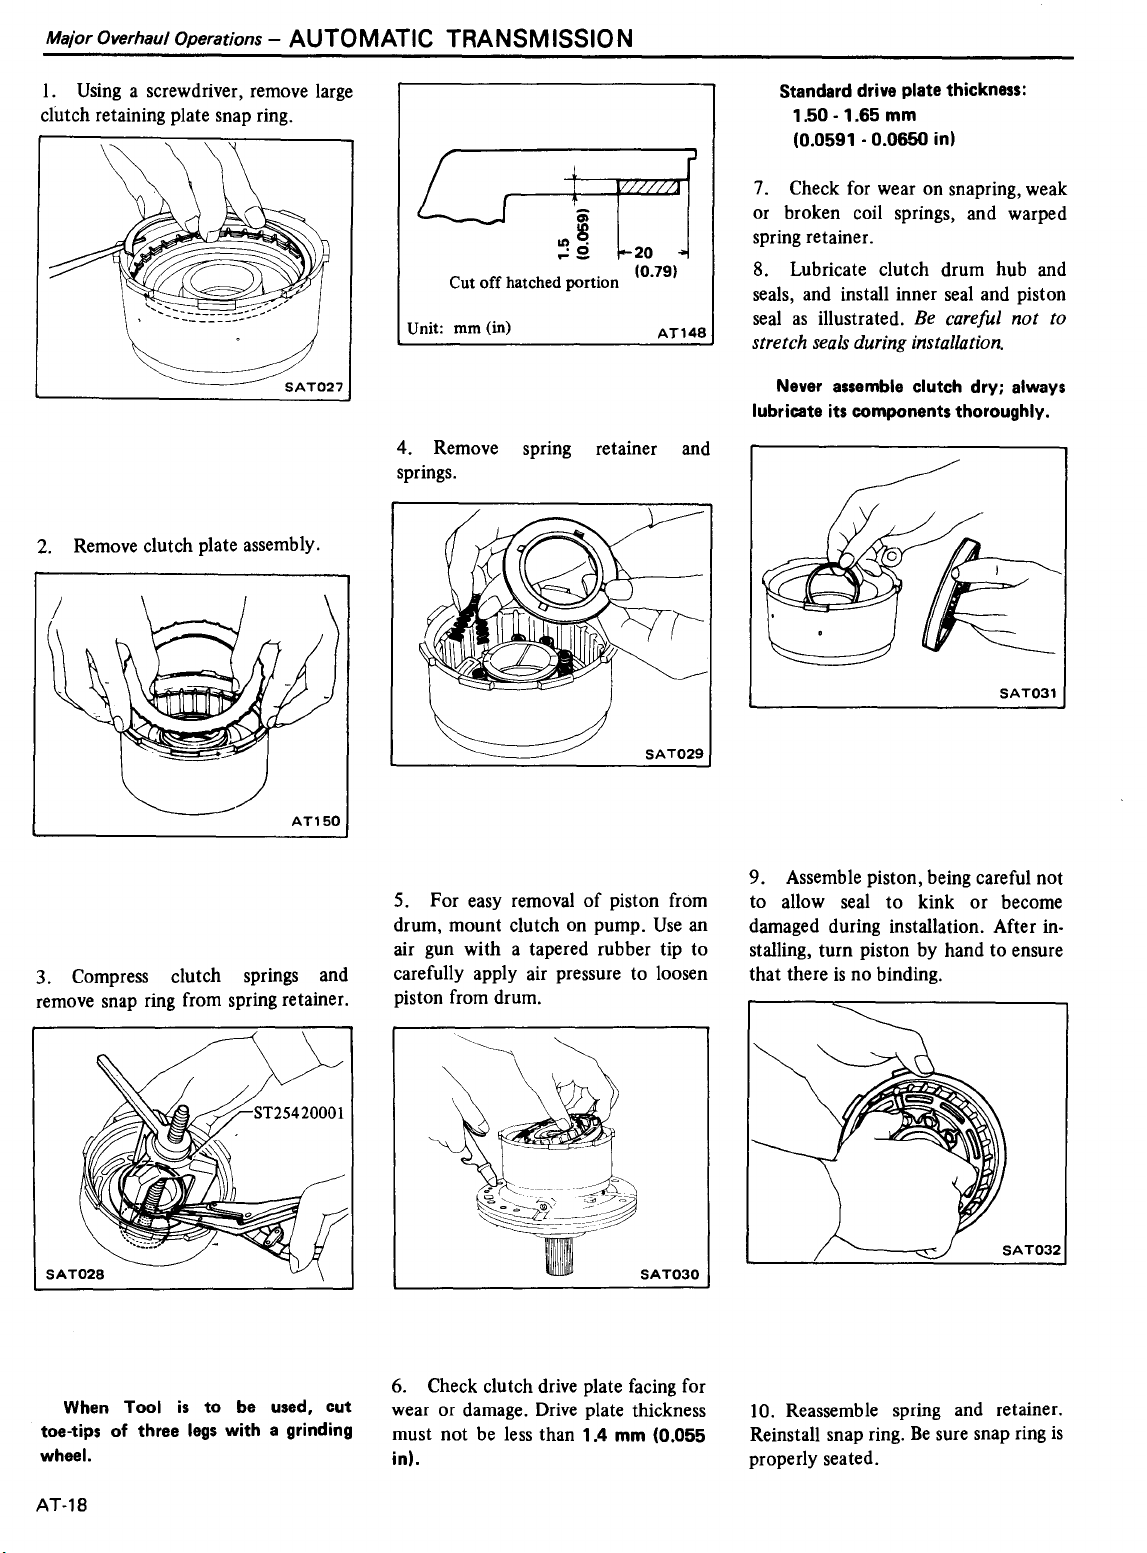 Major Overhaul Operations – AUTOMATIC TRANSMISSION
1. Using a screwdriver, remove large
clutch retaining plate snap ring.
SAT027
2. Remove clutch plate assembly.
AT150
3. Compress clutch springs and
remove snap ring from spring retainer.
ST25420001
SAT028
When Tool is to be used, cut
toe-tips of three legs with a grinding
wheel.
1.5
(0.059)
20
(0.79)
Cut off hatched portion
Unit: mm (in)
AT148
4. Remove spring retainer and
springs.
SAT029
5. For easy removal of piston from
drum, mount clutch on pump. Use an
air gun with a tapered rubber tip to
carefully apply air pressure to loosen
piston from drum.
SAT030
6. Check clutch drive plate facing for
wear or damage. Drive plate thickness
must not be less than 1.4 mm (0.055
in).
Standard drive plate thickness:
1.50 - 1.65 mm
(0.0591 - 0.0650 in)
7. Check for wear on snapring, weak
or broken coil springs, and warped
spring retainer.
8. Lubricate clutch drum hub and
seals, and install inner seal and piston
seal as illustrated. Be careful not to
stretch seals during installation.
Never assemble clutch dry; always
lubricate its components thoroughly.
SAT031
9. Assemble piston, being careful not
to allow seal to kink or become
damaged during installation. After in-
stalling, turn piston by hand to ensure
that there is no binding.
SAT032
10. Reassemble spring and retainer.
Reinstall snap ring. Be sure snap ring is
properly seated.
AT-18